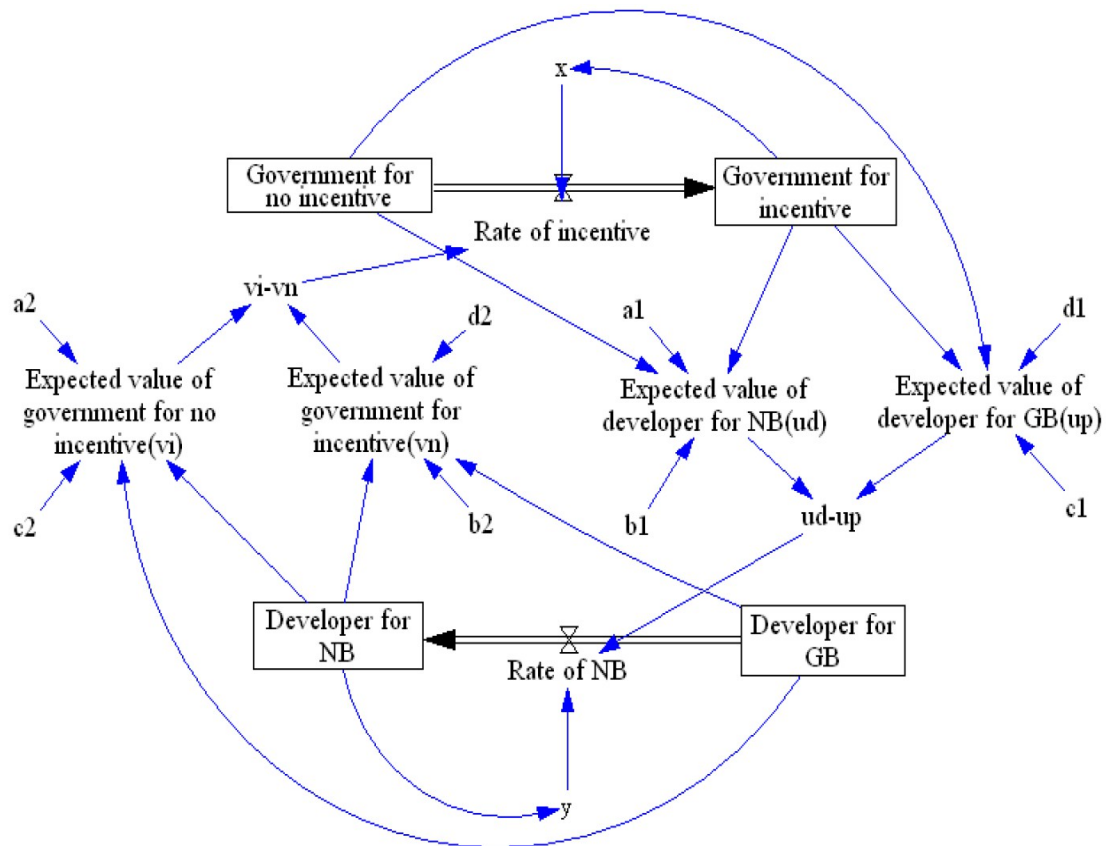 x
Government for
no incentive
Government for
incentive
Rate of incentive
vi-vn
a2
d2
a1
d1
Expected value of
government for no
incentive(vi)
Expected value of
government for
incentive(vn)
Expected value of
developer for NB(ud)
Expected value of
developer for GB(up)
c2
b2
b1
ud-up
c1
Developer for
NB
Developer for
GB
Rate of NB
y